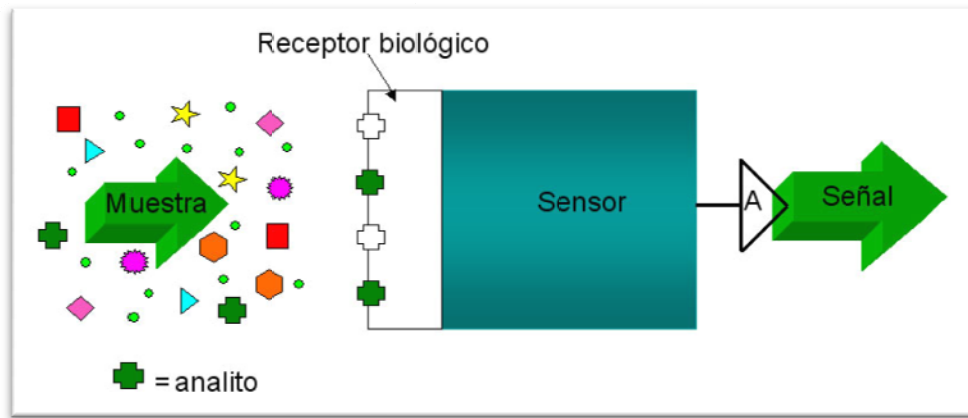 Receptor biológico
Muestra
Sensor
A
Señal
= analito